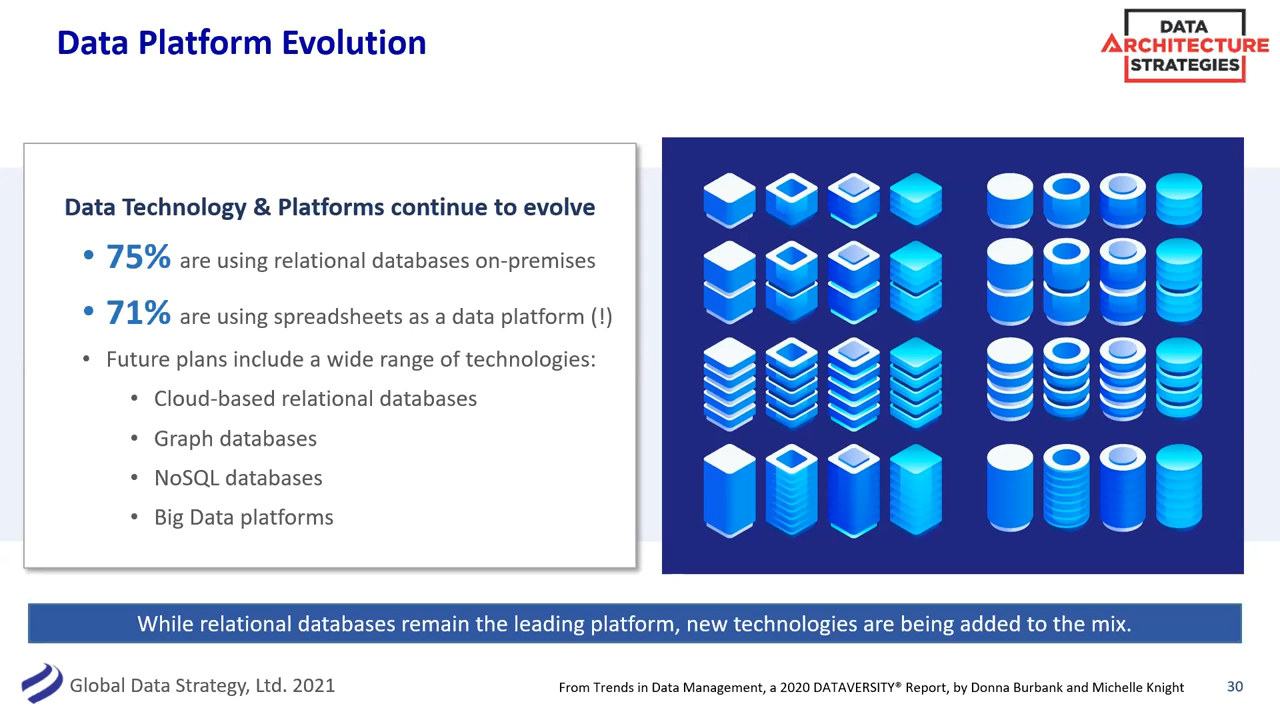 Data Platform Evolution
DATA
ARCHITECTURE
STRATEGIES
Data Technology & Platforms continue to evolve
• 75% are using relational databases on-premises
• 71% are using spreadsheets as a data platform (!)
• Future plans include a wide range of technologies:
• Cloud-based relational databases
• Graph databases
• NoSQL databases
• Big Data platforms
While relational databases remain the leading platform, new technologies are being added to the mix.
Global Data Strategy, Ltd. 2021
From Trends in Data Management, a 2020 DATAVERSITY® Report, by Donna Burbank and Michelle Knight
30